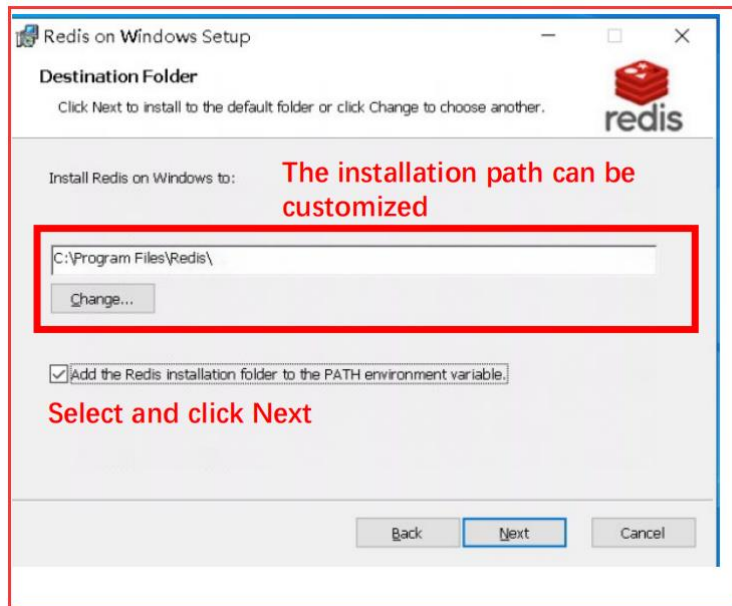 Redis on Windows Setup
Destination Folder
Click Next to install to the default folder or click Change to choose another.
redis
Install Redis on Windows to:
The installation path can be
customized
C:\Program Files\Redis\
Change...
Add the Redis installation folder to the PATH environment variable.
Select and click Next
Back Next Cancel